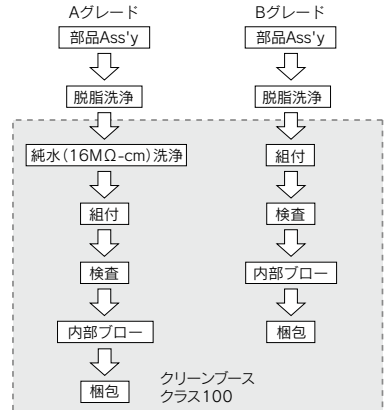 Aグレード
部品Ass'y
脱脂洗浄
純水(16MΩ-cm)洗浄
組付
検査
内部ブロー
梱包
Bグレード
部品Ass'y
脱脂洗浄
組付
検査
内部ブロー
梱包
クリーンブース
クラス100